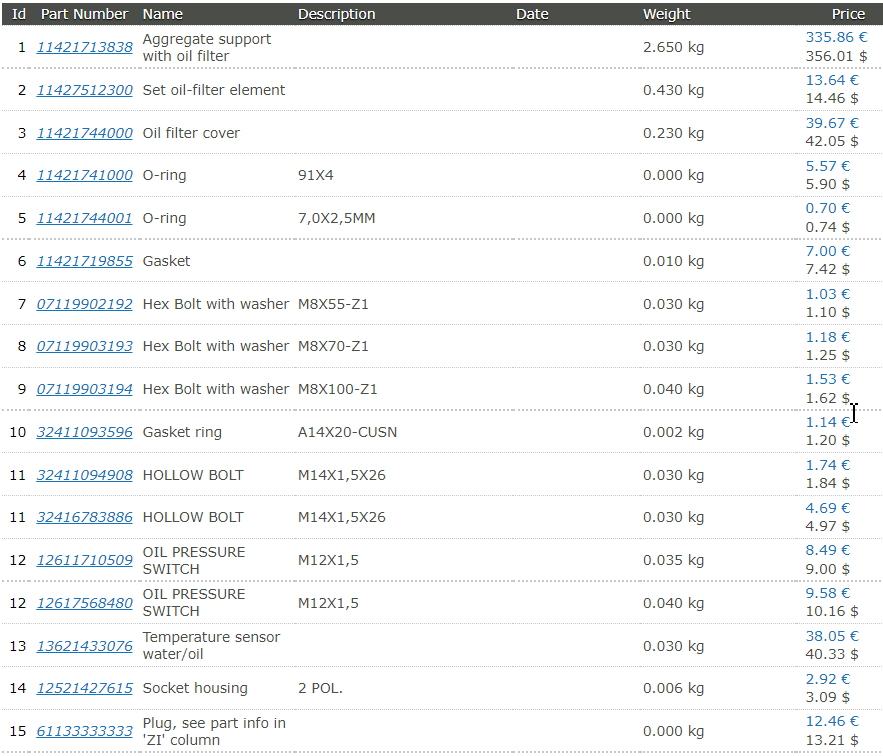 Id Part Number Name Description Date Weight Price
1 11421713838 Aggregate support with oil filter 2.650 kg 335.86 € 356.01 $
2 11427512300 Set oil-filter element 0.430 kg 13.64 € 14.46 $
3 11421744000 Oil filter cover 0.230 kg 39.67 € 42.05 $
4 11421741000 O-ring 91X4 0.000 kg 5.57 € 5.90 $
5 11421744001 O-ring 7,0X2,5MM 0.000 kg 0.70 € 0.74 $
6 11421719855 Gasket 0.010 kg 7.00 € 7.42 $
7 07119902192 Hex Bolt with washer M8X55-Z1 0.030 kg 1.03 € 1.10 $
8 07119903193 Hex Bolt with washer M8X70-Z1 0.030 kg 1.18 € 1.25 $
9 07119903194 Hex Bolt with washer M8X100-Z1 0.040 kg 1.53 € 1.62 $
10 32411093596 Gasket ring A14X20-CUSN 0.002 kg 1.14 € 1.20 $
11 32411094908 HOLLOW BOLT M14X1,5X26 0.030 kg 1.74 € 1.84 $
11 32416783886 HOLLOW BOLT M14X1,5X26 0.030 kg 4.69 € 4.97 $
12 12611710509 OIL PRESSURE SWITCH M12X1,5 0.035 kg 8.49 € 9.00 $
12 12617568480 OIL PRESSURE SWITCH M12X1,5 0.040 kg 9.58 € 10.16 $
13 13621433076 Temperature sensor water/oil 0.030 kg 38.05 € 40.33 $
14 12521427615 Socket housing 2 POL. 0.006 kg 2.92 € 3.09 $
15 61133333333 Plug, see part info in 'ZI' column 0.000 kg 12.46 € 13.21 $